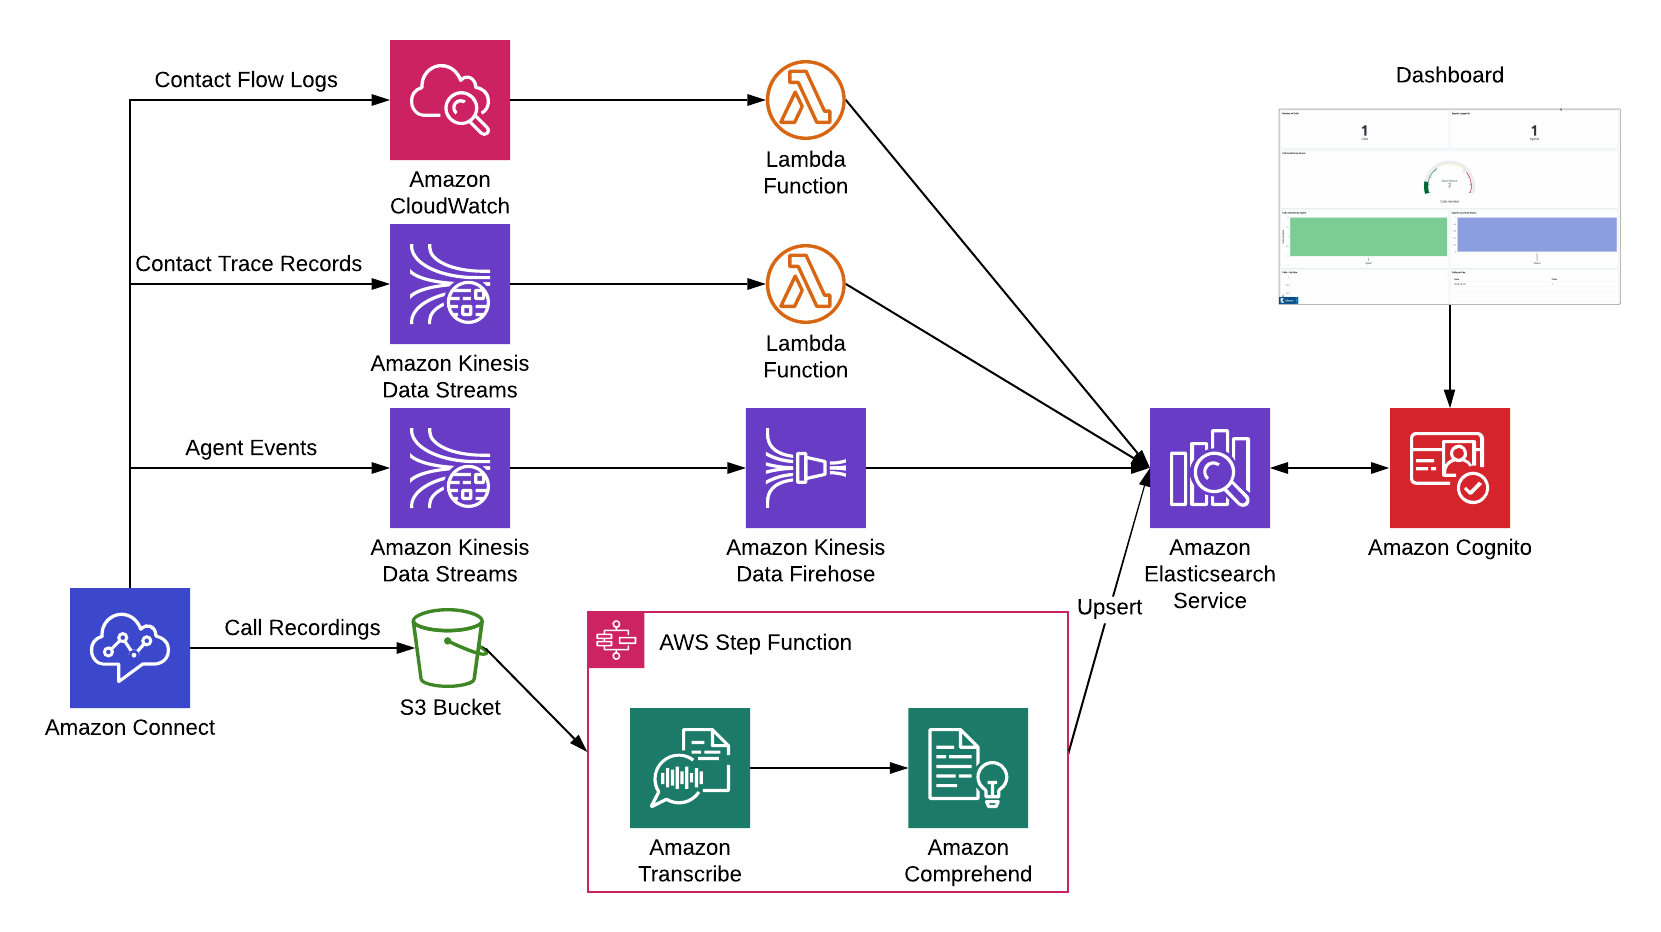 Contact Flow Logs
Amazon
CloudWatch
Lambda
Function
Dashboard
1
1
2
Contact Trace Records
Amazon Kinesis
Data Streams
Lambda
Function
Agent Events
Amazon Kinesis
Data Streams
Amazon Kinesis
Data Firehose
Amazon
Elasticsearch
Service
Amazon Cognito
Upsert
Call Recordings
Amazon Connect
S3 Bucket
AWS Step Function
Amazon
Transcribe
Amazon
Comprehend